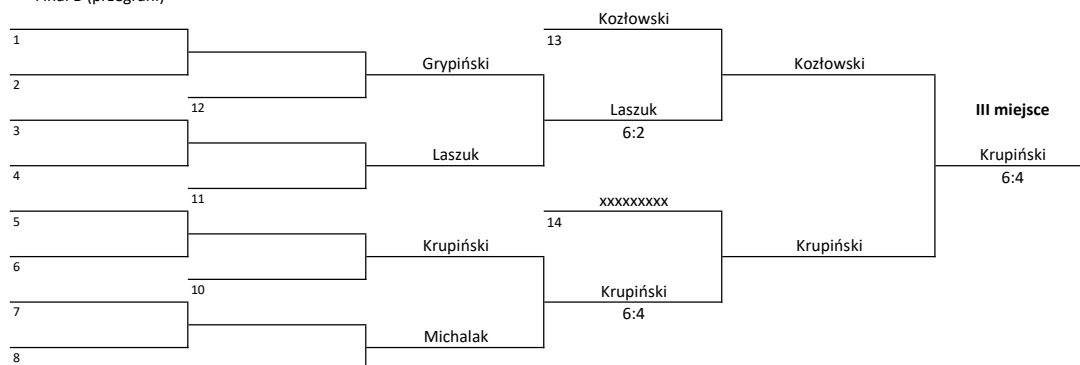 Finał B (przegrani)
Kozłowski
1
13
Grypiński
Kozłowski
2
12
Laszuk
III miejsce
3
6:2
Laszuk
Krupiński
4
6:4
11
xxxxxxxxx
5
14
Krupiński
Krupiński
6
10
Krupiński
7
6:4
Michalak
8